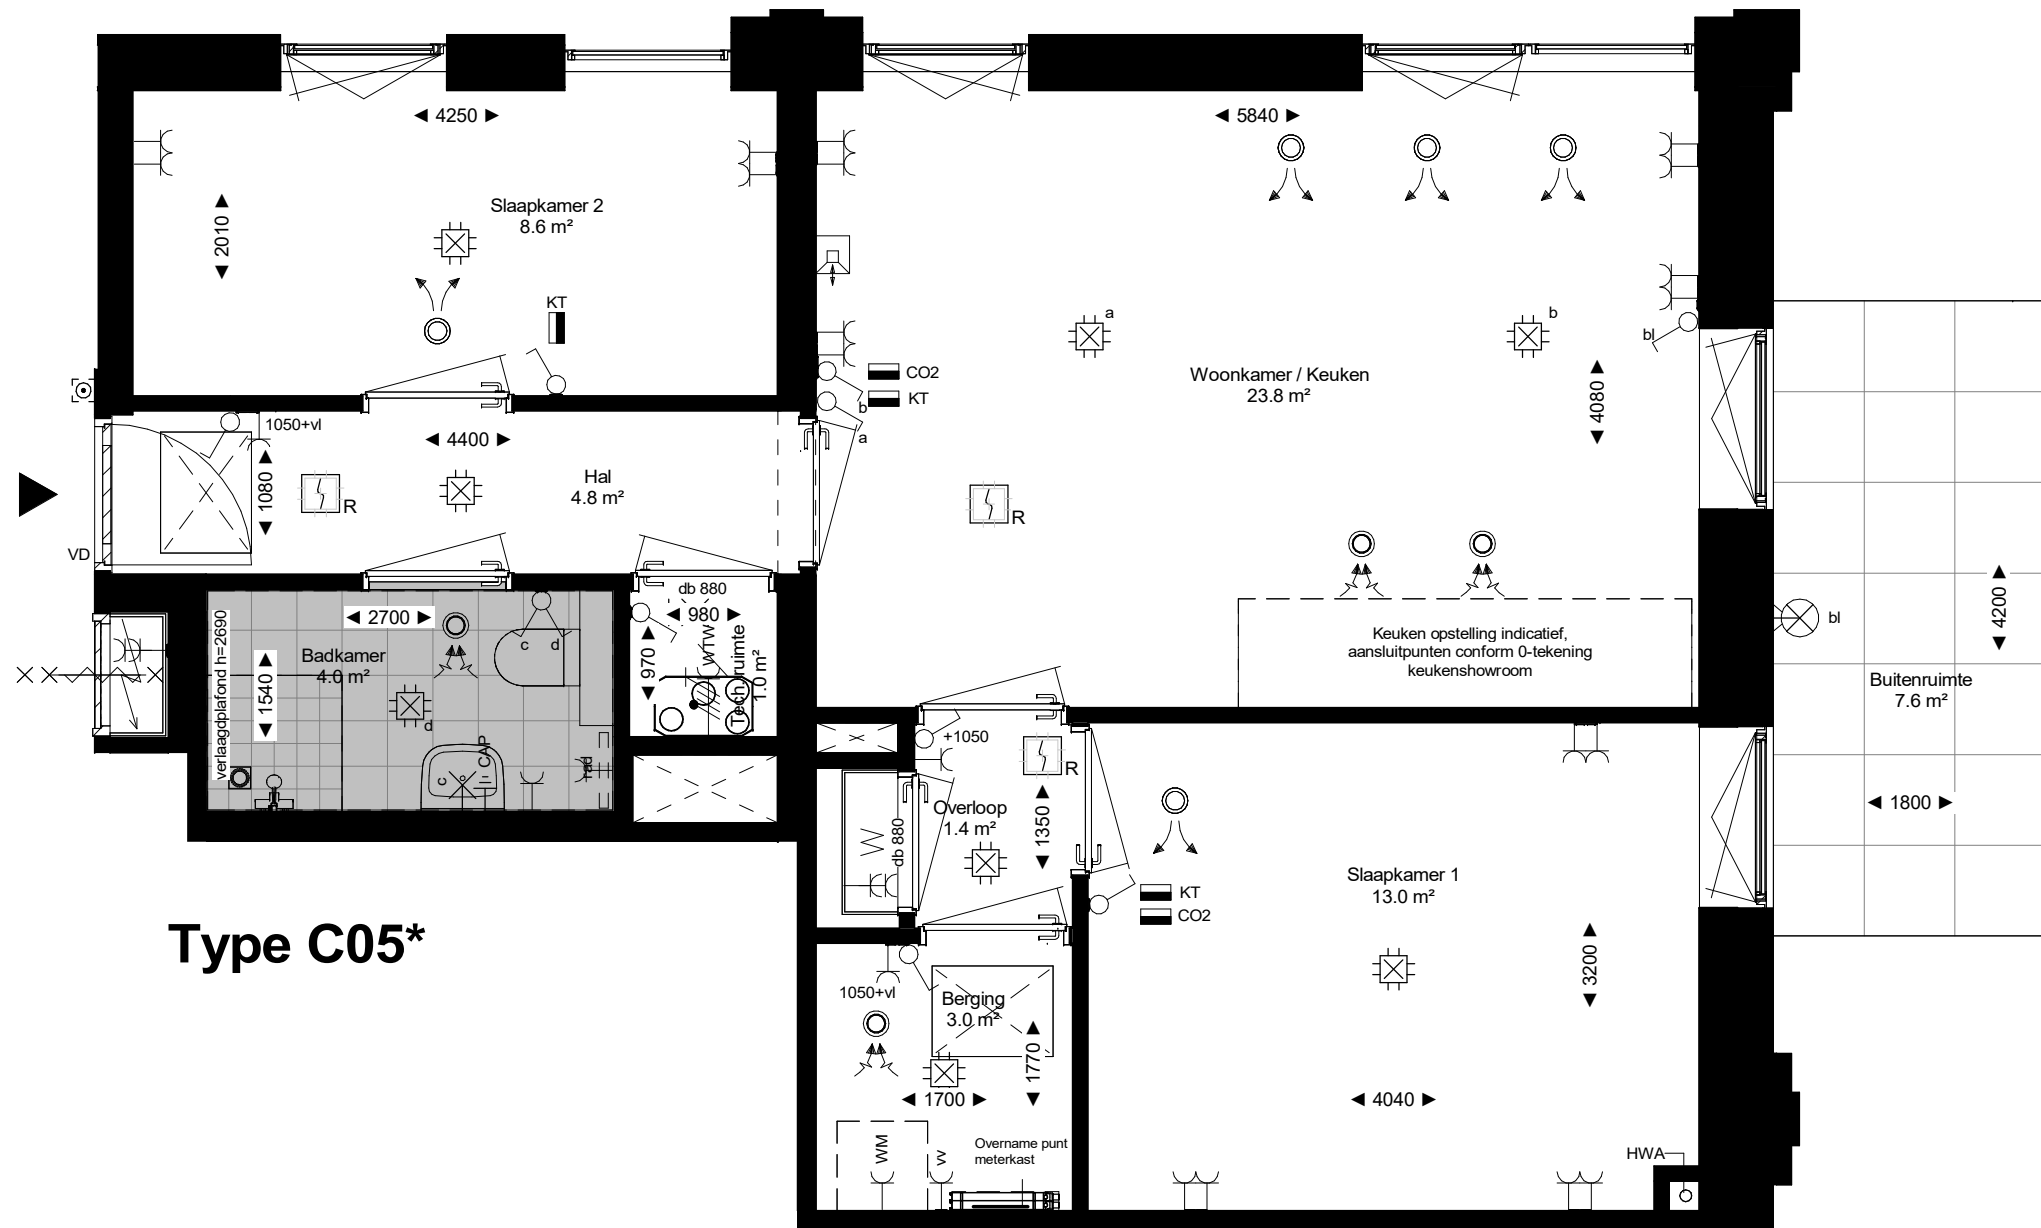 ◄ 4250 ►
◄ 5840 ►
Slaapkamer 2
8.6 m²
◄ 2010 ►
KT
a
b
bl
CO2
KT
b
a
Woonkamer / Keuken
23.8 m²
◄ 4080 ►
1050+vl
◄ 4400 ►
◄ 1080 ►
Hal
4.8 m²
R
R
VD
db 880
◄ 980 ►
◄ 970 ►
WTW
Tech. ruimte
1.0 m²
◄ 2700 ►
verlaagdplafond h=2690
Badkamer
4.0 m²
◄ 1540 ►
c
d
d
c
CAP
rad
Keuken opstelling indicatief,
aansluitpunten conform 0-tekening
keukenshowroom
bl
◄ 4200 ►
Buitenruimte
7.6 m²
◄ 1800 ►
+1050
R
Overloop
1.4 m²
◄ 1350 ►
W
db 880
Slaapkamer 1
13.0 m²
KT
CO2
◄ 3200 ►
◄ 4040 ►
Type C05*
1050+vl
Berging
3.0 m²
◄ 1770 ►
◄ 1700 ►
WM
vv
Overname punt
meterkast
HWA